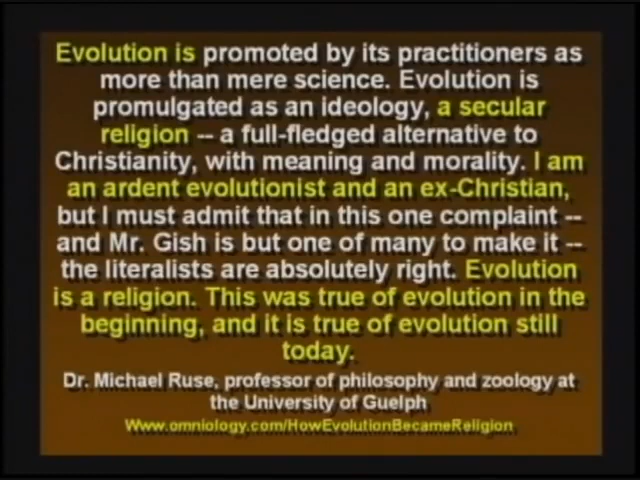 Evolution is promoted by its practitioners as
more than mere science. Evolution is
promulgated as an ideology, a secular
religion -- a full-fledged alternative to
Christianity, with meaning and morality. I am
an ardent evolutionist and an ex-Christian,
but I must admit that in this one complaint --
and Mr. Gish is but one of many to make it --
the literalists are absolutely right. Evolution
is a religion. This was true of evolution in the
beginning, and it is true of evolution still
today.
Dr. Michael Ruse, professor of philosophy and zoology at
the University of Guelph
Www.omniology.com/HowEvolutionBecameReligion